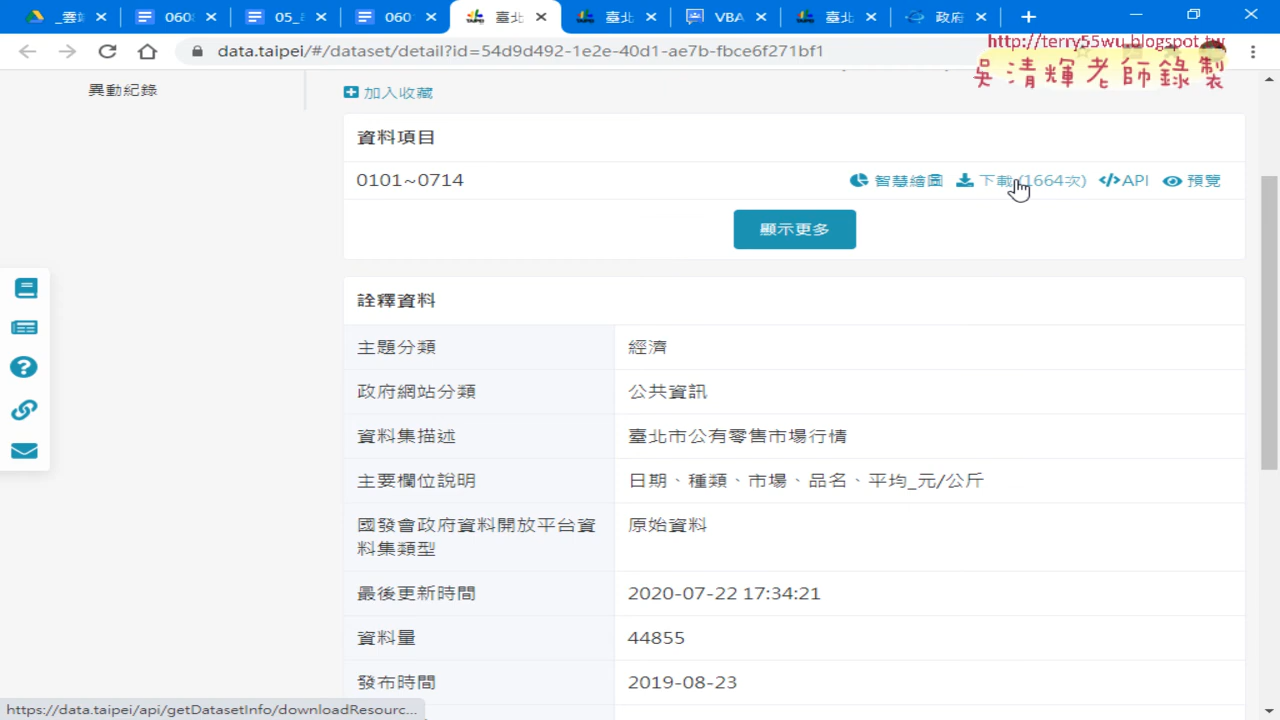 _雲端
060
05_
060
臺北
臺北
VBA
臺北
政府
data.taipei/#/dataset/detail?id=54d9d492-1e2e-40d1-ae7b-fbce6f271bf1
http://terry55wu.blogspot.tw
吳清輝老師錄製
異動紀錄
加入收藏
資料項目
0101~0714
智慧繪圖
下載 (1664次)
API
預覽
顯示更多
詮釋資料
主題分類
經濟
政府網站分類
公共資訊
資料集描述
臺北市公有零售市場行情
主要欄位說明
日期、種類、市場、品名、平均_元/公斤
國發會政府資料開放平台資
料集類型
原始資料
最後更新時間
2020-07-22 17:34:21
資料量
44855
發布時間
2019-08-23
https://data.taipei/api/getDatasetInfo/downloadResourc...